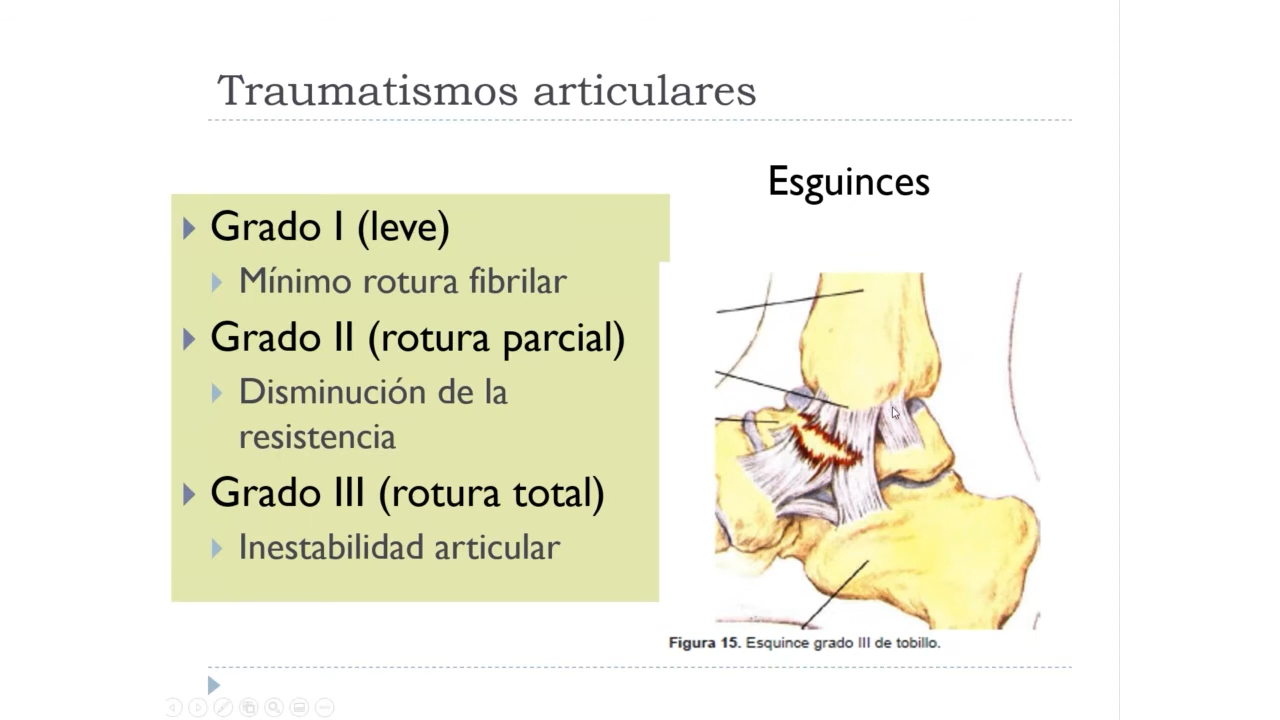 Traumatismos articulares
Esguinces
Grado I (leve)
Mínimo rotura fibrilar
Grado II (rotura parcial)
Disminución de la
resistencia
Grado III (rotura total)
Inestabilidad articular
Figura 15. Esquince grado III de tobillo.